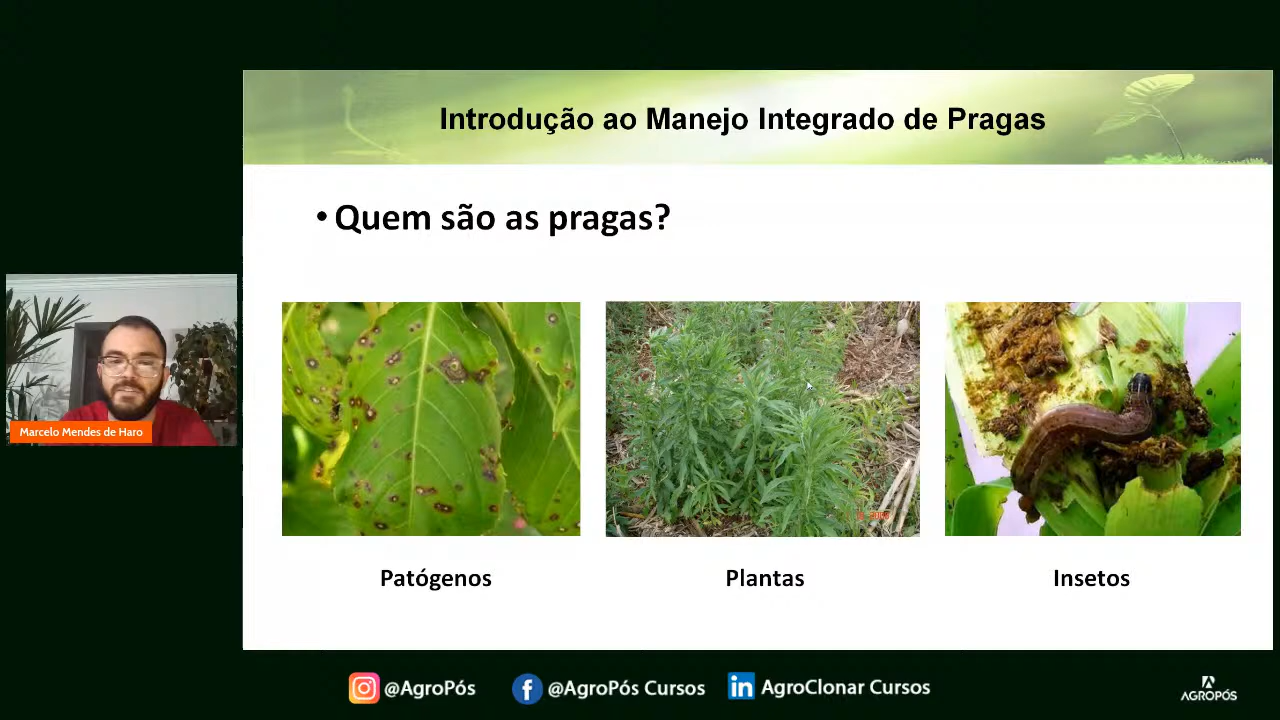 Introdução ao Manejo Integrado de Pragas
• Quem são as pragas?
Marcelo Mendes de Haro
Patógenos
Plantas
Insetos
@AgroPós
@AgroPós Cursos
in AgroClonar Cursos
AGROPÓS